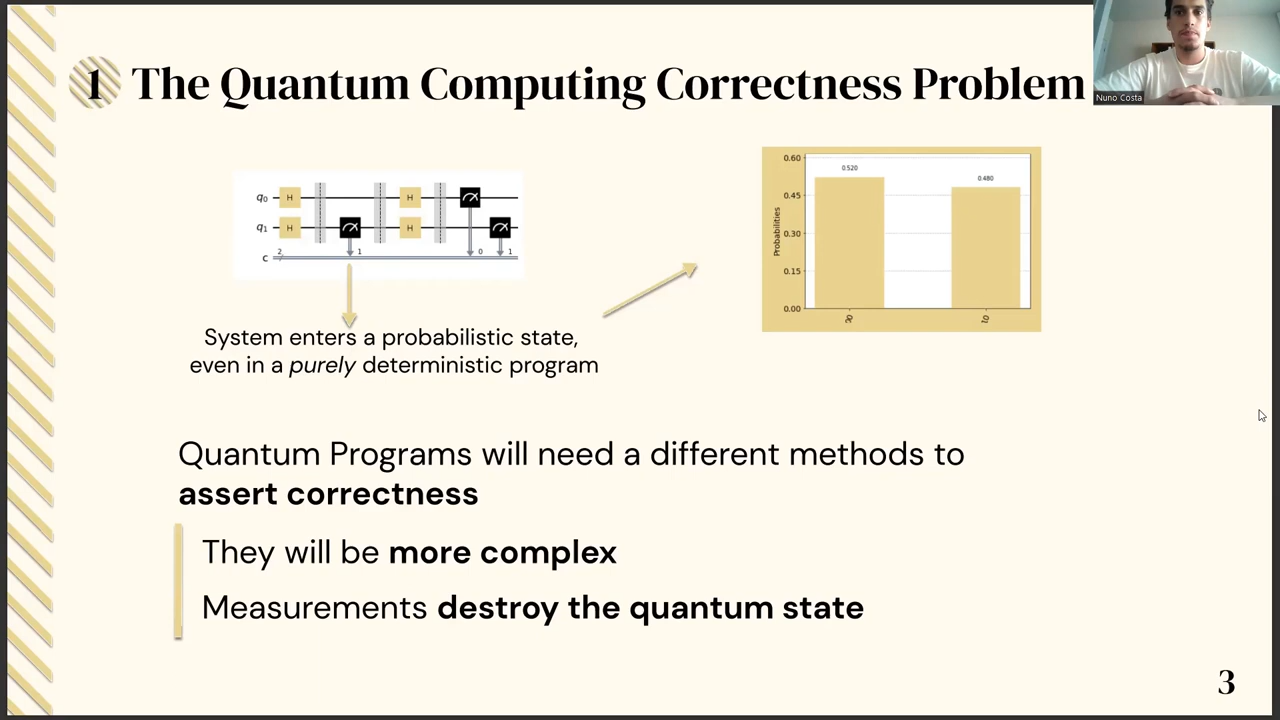 1 The Quantum Computing Correctness Problem
Nuno Costa
q0 H H
q1 H H
c 2 1 0 1
System enters a probabilistic state,
even in a purely deterministic program
Probabilities
0.60
0.45
0.30
0.15
0.00
0.520
0.480
Quantum Programs will need a different methods to
assert correctness
They will be more complex
Measurements destroy the quantum state
3